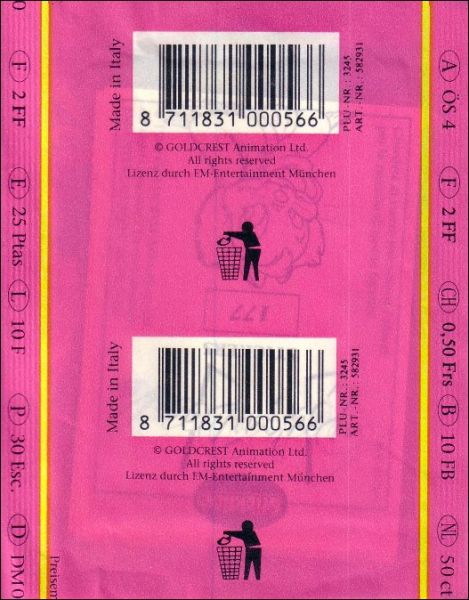 Made in Italy
8 711831 000566
PLU-NR.: 3245
ART.-NR.: 582931
© GOLDCREST Animation Ltd.
All rights reserved
Lizenz durch EM-Entertainment München
177
Made in Italy
8 711831 000566
PLU-NR.: 3245
ART.-NR.: 582931
© GOLDCREST Animation Ltd.
All rights reserved
Lizenz durch EM-Entertainment München
0 F 2 FF E 25 Ptas L 10 F P 30 Esc. D DM 0
A ÖS 4 F 2 FF CH 0,50 Frs B 10 FB NL 50 ct